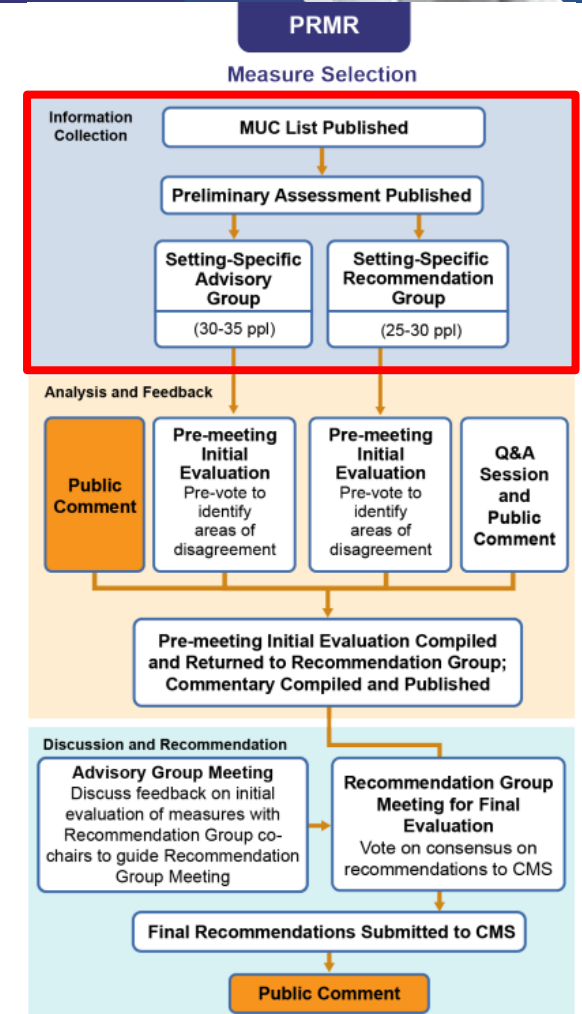 PRMR
Measure Selection
Information
Collection
MUC List Published
Preliminary Assessment Published
Setting-Specific
Advisory
Group
(30-35 ppl)
Setting-Specific
Recommendation
Group
(25-30 ppl)
Analysis and Feedback
Public
Comment
Pre-meeting
Initial
Evaluation
Pre-vote to
identify
areas of
disagreement
Pre-meeting
Initial
Evaluation
Pre-vote to
identify
areas of
disagreement
Q&A
Session
and
Public
Comment
Pre-meeting Initial Evaluation Compiled
and Returned to Recommendation Group;
Commentary Compiled and Published
Discussion and Recommendation
Advisory Group Meeting
Discuss feedback on initial
evaluation of measures with
Recommendation Group co-
chairs to guide Recommendation
Group Meeting
Recommendation Group
Meeting for Final
Evaluation
Vote on consensus on
recommendations to CMS
Final Recommendations Submitted to CMS
Public Comment